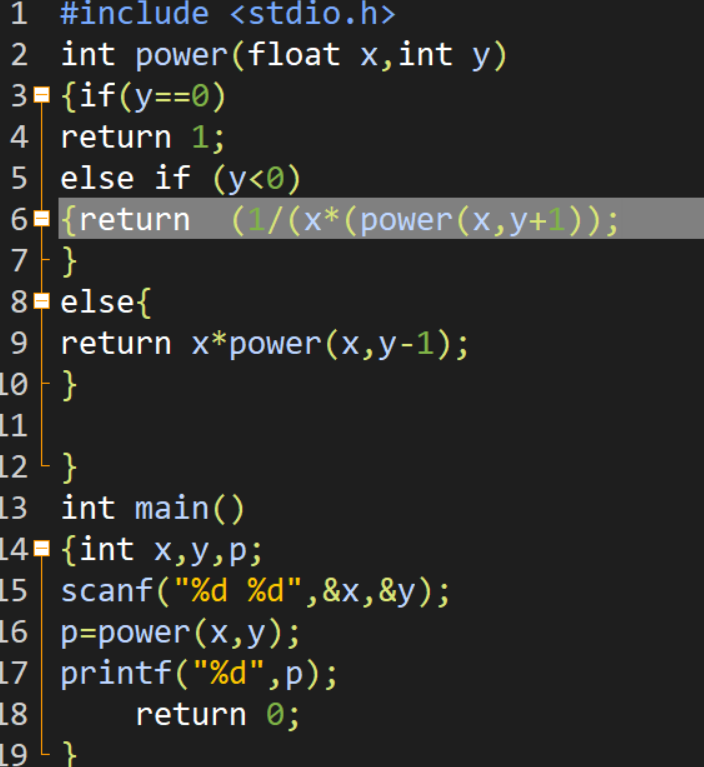 1 #include <stdio.h>
2 int power(float x,int y)
3 {if(y==0)
4 return 1;
5 else if (y<0)
6 {return  (1/(x*(power(x,y+1));
7 }
8 else{
9 return x*power(x,y-1);
10 }
11
12 }
13 int main()
14 {int x,y,p;
15 scanf("%d %d",&x,&y);
16 p=power(x,y);
17 printf("%d",p);
18     return 0;
19 }